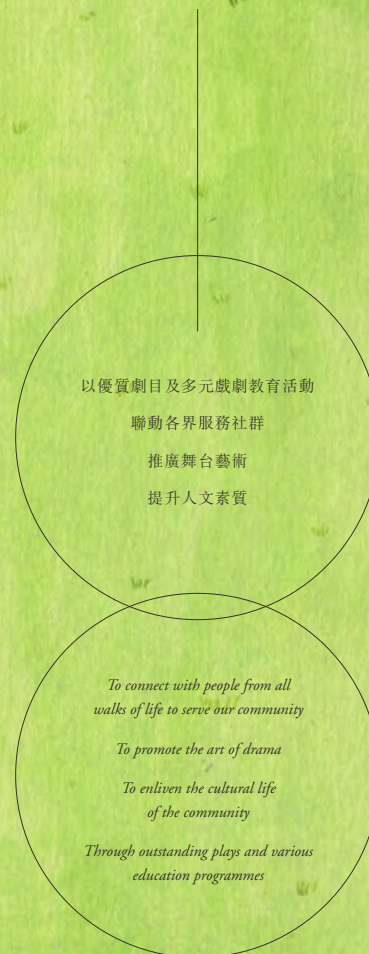 以優質劇目及多元戲劇教育活動
聯動各界服務社群
推廣舞台藝術
提升人文素質
To connect with people from all
walks of life to serve our community
To promote the art of drama
To enliven the cultural life
of the community
Through outstanding plays and various
education programmes